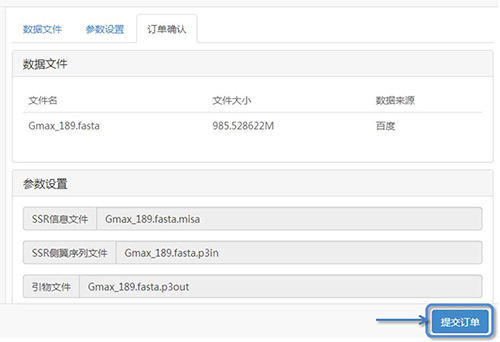 数据文件 参数设置 订单确认
数据文件
文件名 文件大小 数据来源
Gmax_189.fasta 985.528622M 百度
参数设置
SSR信息文件 Gmax_189.fasta.misa
SSR侧翼序列文件 Gmax_189.fasta.p3in
引物文件 Gmax_189.fasta.p3out
提交订单